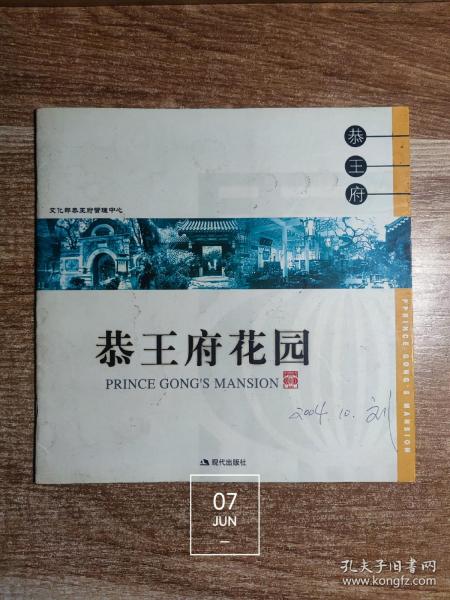 恭
王
府
文化部恭王府管理中心
恭王府花园
PRINCE GONG'S MANSION
PPRINCE·GONG·S MANSION
2004.10.
现代出版社
07
JUN
孔夫子旧书网
www.kongfz.com